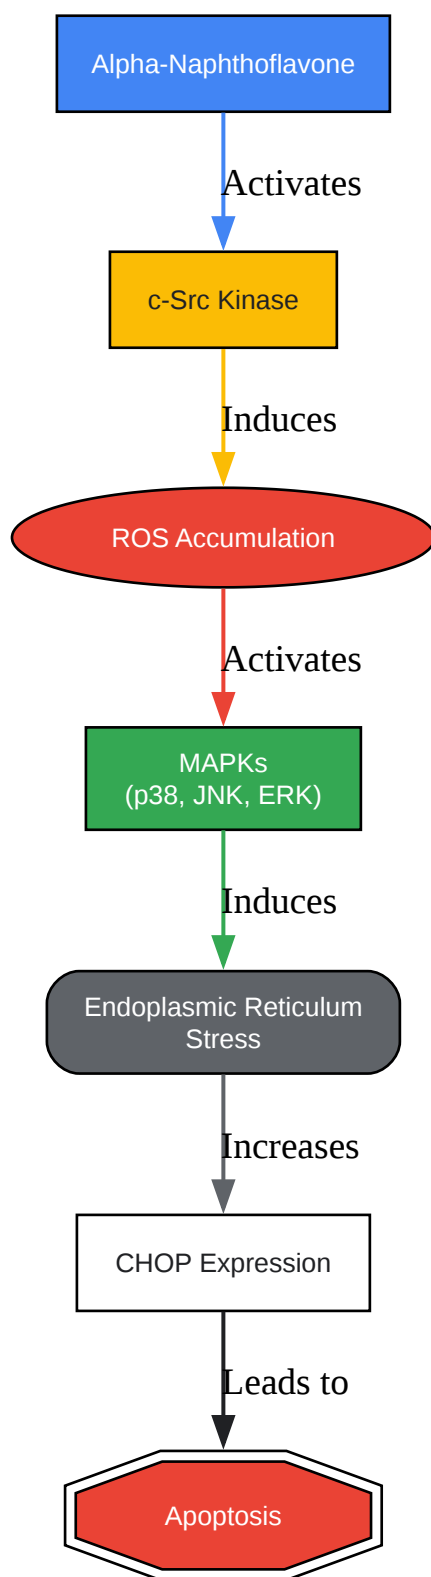 Alpha-Naphthoflavone
Activates
c-Src Kinase
Induces
ROS Accumulation
Activates
MAPKs
(p38, JNK, ERK)
Induces
Endoplasmic Reticulum
Stress
Increases
CHOP Expression
Leads to
Apoptosis